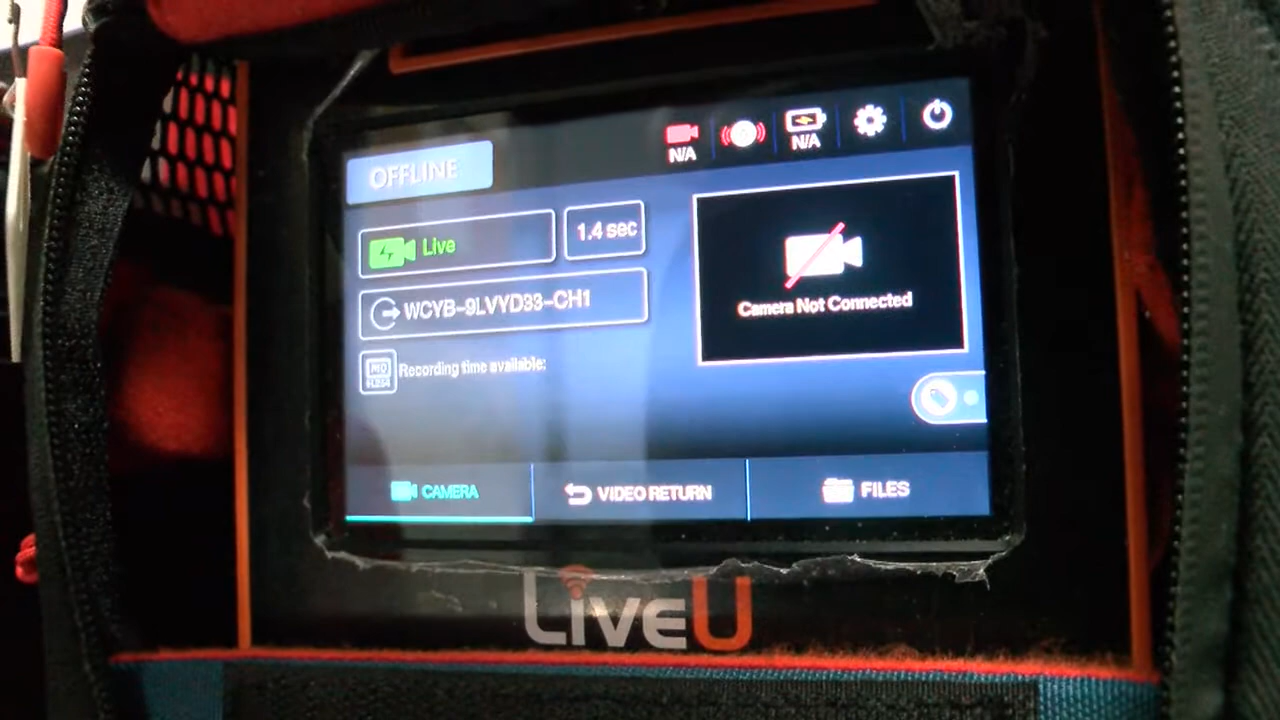 OFFLINE
N/A
N/A
Live
1.4 sec
WCYB-9LVYD33-CH1
Camera Not Connected
Recording time available:
CAMERA
VIDEO RETURN
FILES
LiveU